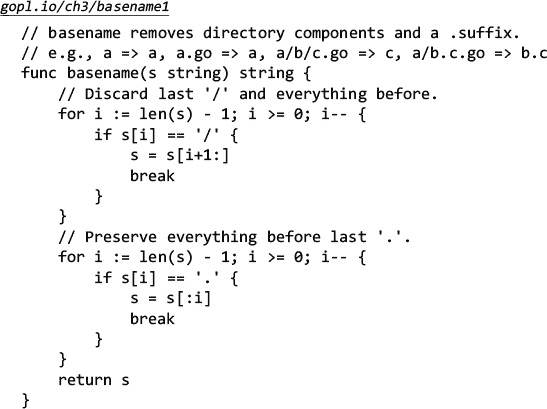 gopl.io/ch3/basename1
// basename removes directory components and a .suffix.
// e.g., a => a, a.go => a, a/b/c.go => c, a/b.c.go => b.c
func basename(s string) string {
    // Discard last '/' and everything before.
    for i := len(s) - 1; i >= 0; i-- {
        if s[i] == '/' {
            s = s[i+1:]
            break
        }
    }
    // Preserve everything before last '.'.
    for i := len(s) - 1; i >= 0; i-- {
        if s[i] == '.' {
            s = s[:i]
            break
        }
    }
    return s
}